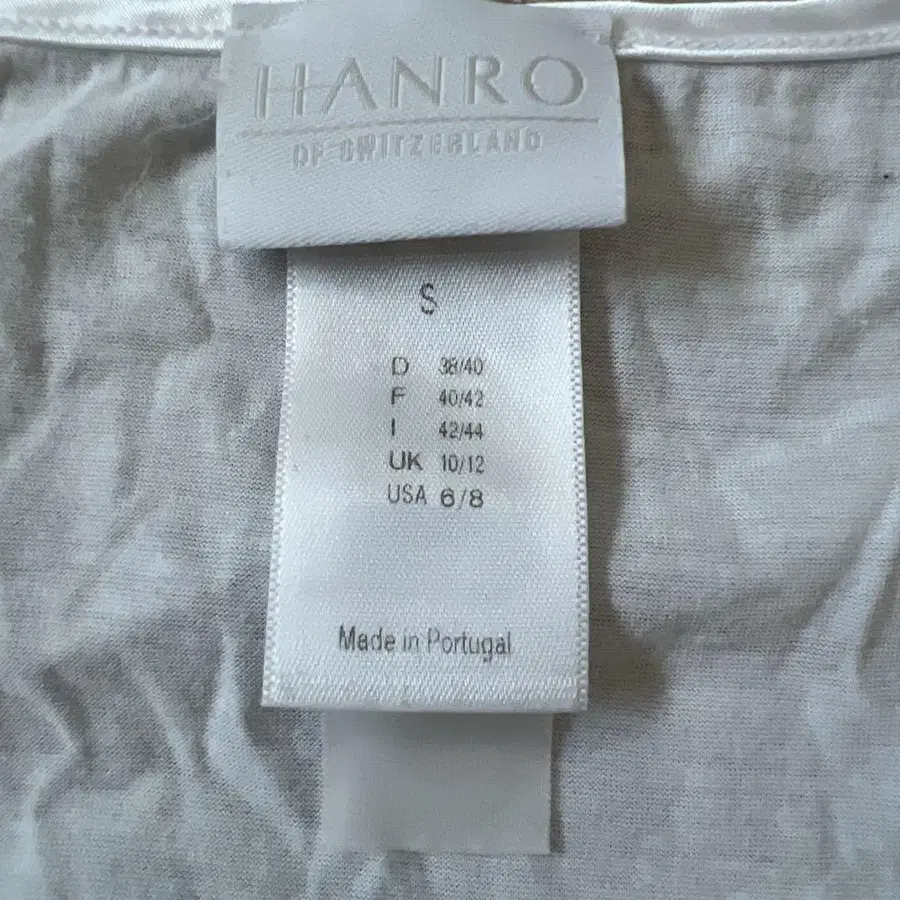 HANRO
OF SWITZERLAND
S
D 38/40
F 40/42
I 42/44
UK 10/12
USA 6/8
Made in Portugal